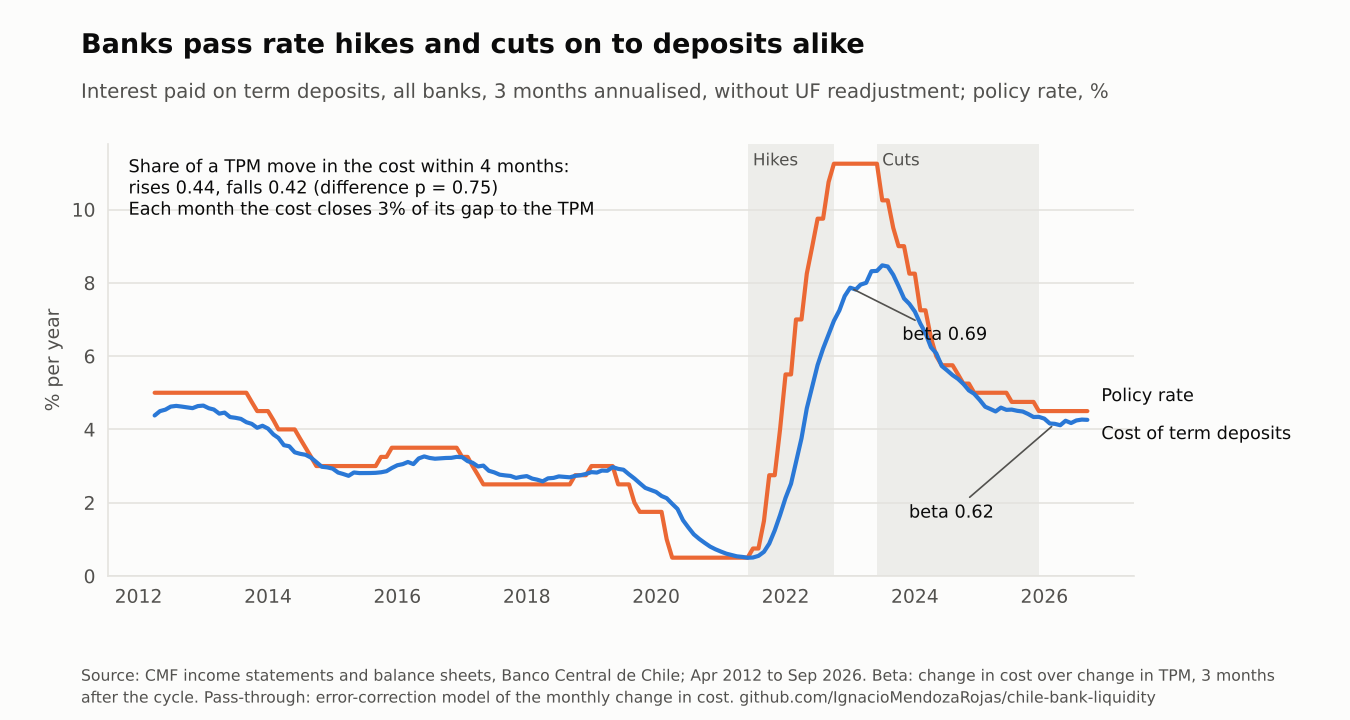 Banks pass rate hikes and cuts on to deposits alike
Interest paid on term deposits, all banks, 3 months annualised, without UF readjustment; policy rate, %
Share of a TPM move in the cost within 4 months:
rises 0.44, falls 0.42 (difference p = 0.75)
Each month the cost closes 3% of its gap to the TPM
Hikes
Cuts
10
8
6
4
2
0
% per year
beta 0.69
Policy rate
Cost of term deposits
beta 0.62
2012
2014
2016
2018
2020
2022
2024
2026
Source: CMF income statements and balance sheets, Banco Central de Chile; Apr 2012 to Sep 2026. Beta: change in cost over change in TPM, 3 months
after the cycle. Pass-through: error-correction model of the monthly change in cost. github.com/IgnacioMendozaRojas/chile-bank-liquidity